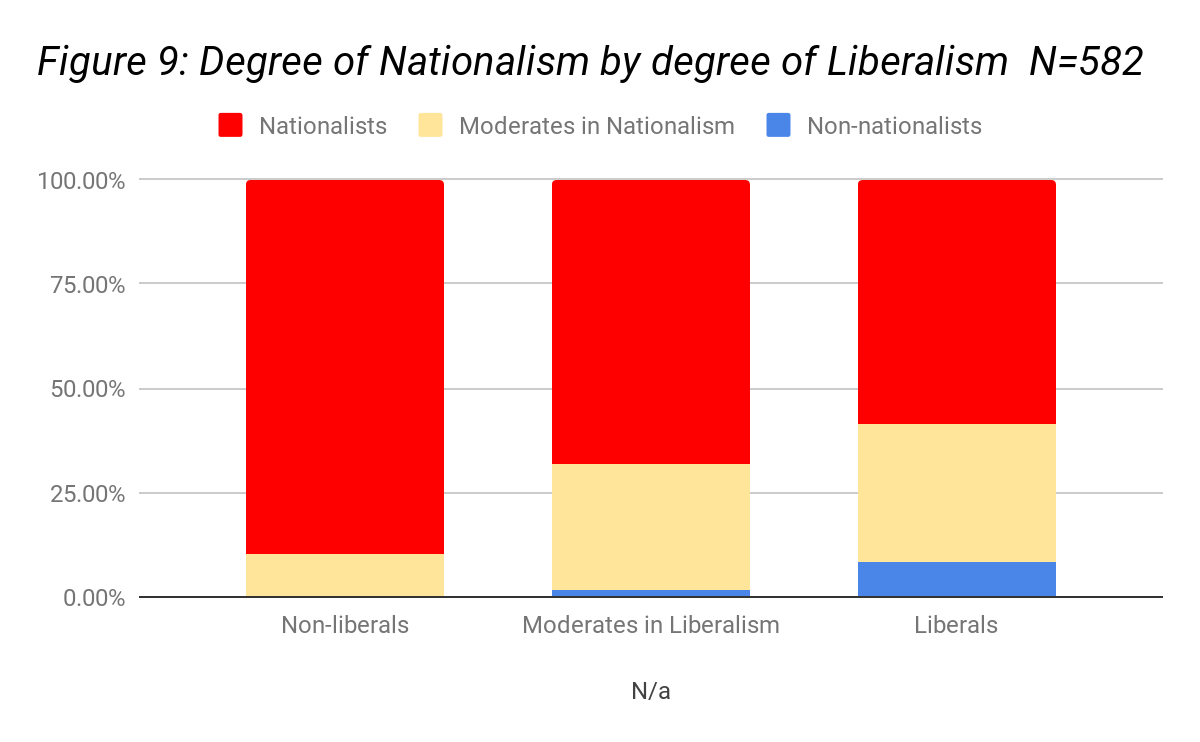 Figure 9: Degree of Nationalism by degree of Liberalism  N=582
Nationalists Moderates in Nationalism Non-nationalists
100.00%
75.00%
50.00%
25.00%
0.00%
Non-liberals Moderates in Liberalism Liberals
N/a